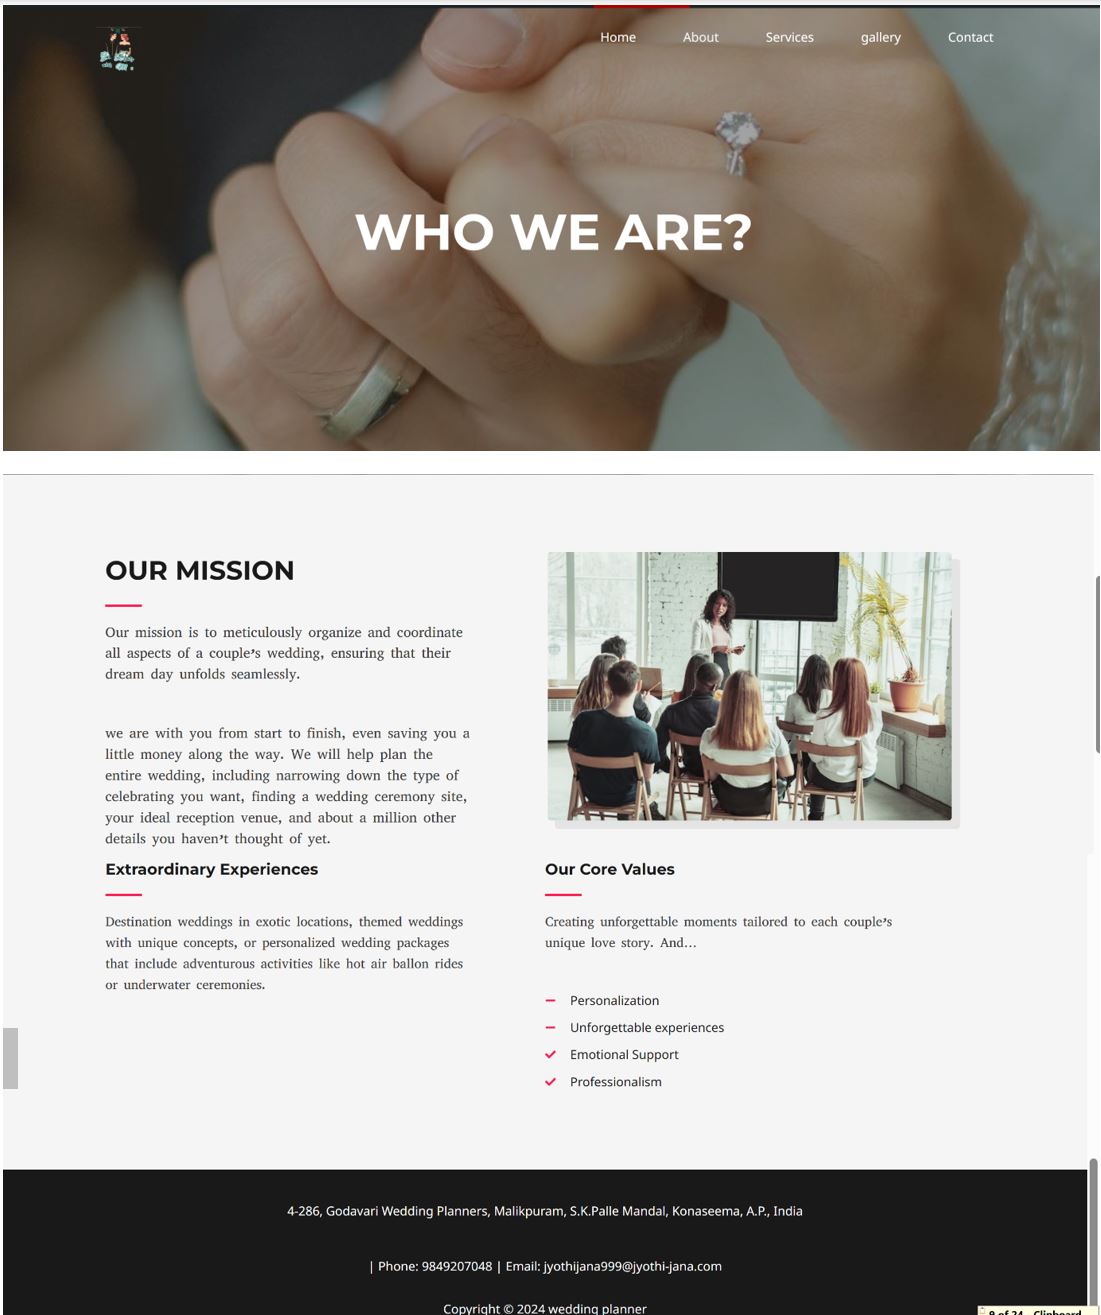 Home About Services gallery Contact
WHO WE ARE?
OUR MISSION
Our mission is to meticulously organize and coordinate
all aspects of a couple’s wedding, ensuring that their
dream day unfolds seamlessly.
we are with you from start to finish, even saving you a
little money along the way. We will help plan the
entire wedding, including narrowing down the type of
celebrating you want, finding a wedding ceremony site,
your ideal reception venue, and about a million other
details you haven’t thought of yet.
Extraordinary Experiences
Destination weddings in exotic locations, themed weddings
with unique concepts, or personalized wedding packages
that include adventurous activities like hot air ballon rides
or underwater ceremonies.
Our Core Values
Creating unforgettable moments tailored to each couple’s
unique love story. And...
Personalization
Unforgettable experiences
Emotional Support
Professionalism
4-286, Godavari Wedding Planners, Malikpuram, S.K.Palle Mandal, Konaseema, A.P., India
| Phone: 9849207048 | Email: jyothijana999@jyothi-jana.com
Copyright © 2024 wedding planner
9 of 24 - Clipboard